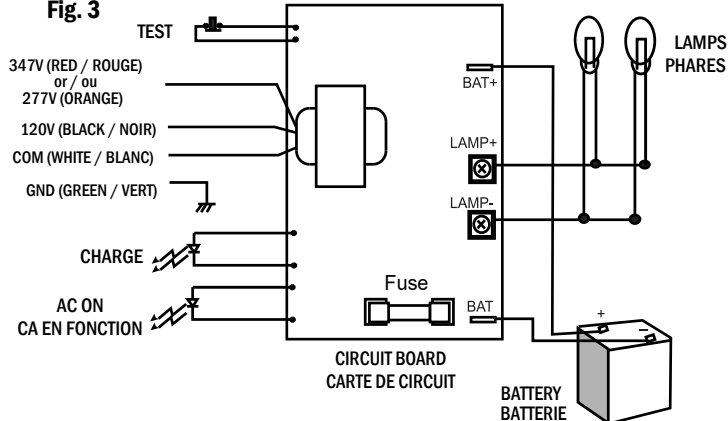 Fig. 3
TEST
347V (RED / ROUGE)
or / ou
277V (ORANGE)
120V (BLACK / NOIR)
COM (WHITE / BLANC)
GND (GREEN / VERT)
CHARGE
AC ON
CA EN FONCTION
BAT+
LAMP+
LAMP-
Fuse
BAT
LAMPS
PHARES
+
–
CIRCUIT BOARD
CARTE DE CIRCUIT
BATTERY
BATTERIE